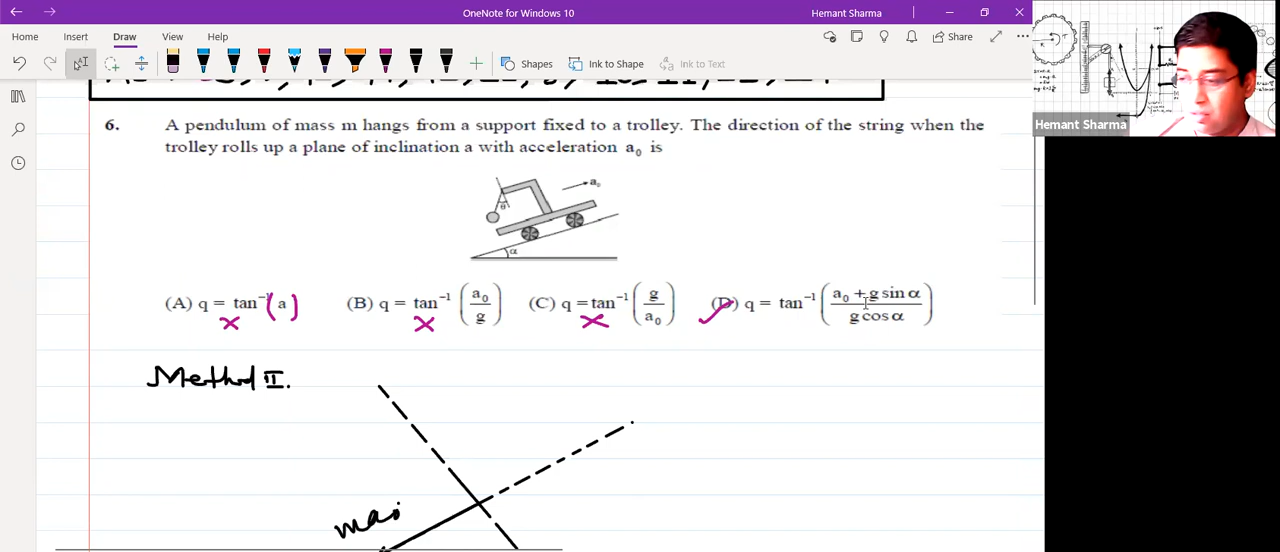 OneNote for Windows 10
Hemant Sharma
Home Insert Draw View Help
Share
Shapes
Ink to Shape
Ink to Text
Hemant Sharma
6. A pendulum of mass m hangs from a support fixed to a trolley. The direction of the string when the
trolley rolls up a plane of inclination a with acceleration a₀ is
a₀
θ
α
(A) q = tan⁻¹(a) (B) q = tan⁻¹ (a₀/g) (C) q = tan⁻¹ (g/a₀) (D) q = tan⁻¹ ((a₀ + g sin α)/(g cos α))
Method II.
ma₀